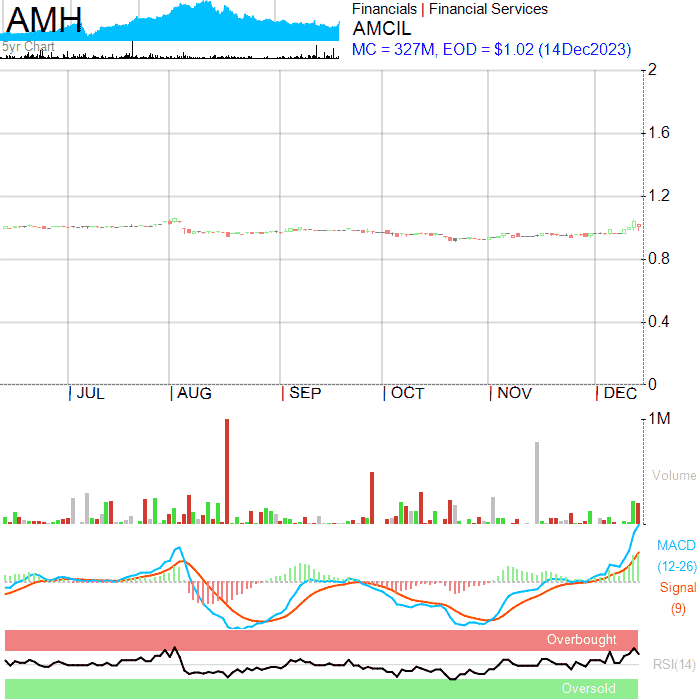 AMH
5yr Chart
Financials | Financial Services
AMCIL
MC = 327M, EOD = $1.02 (14Dec2023)
2
1.6
1.2
0.8
0.4
0
| JUL | AUG | SEP | OCT | NOV | DEC
1M
Volume
MACD
(12-26)
Signal
(9)
Overbought
RSI(14)
Oversold